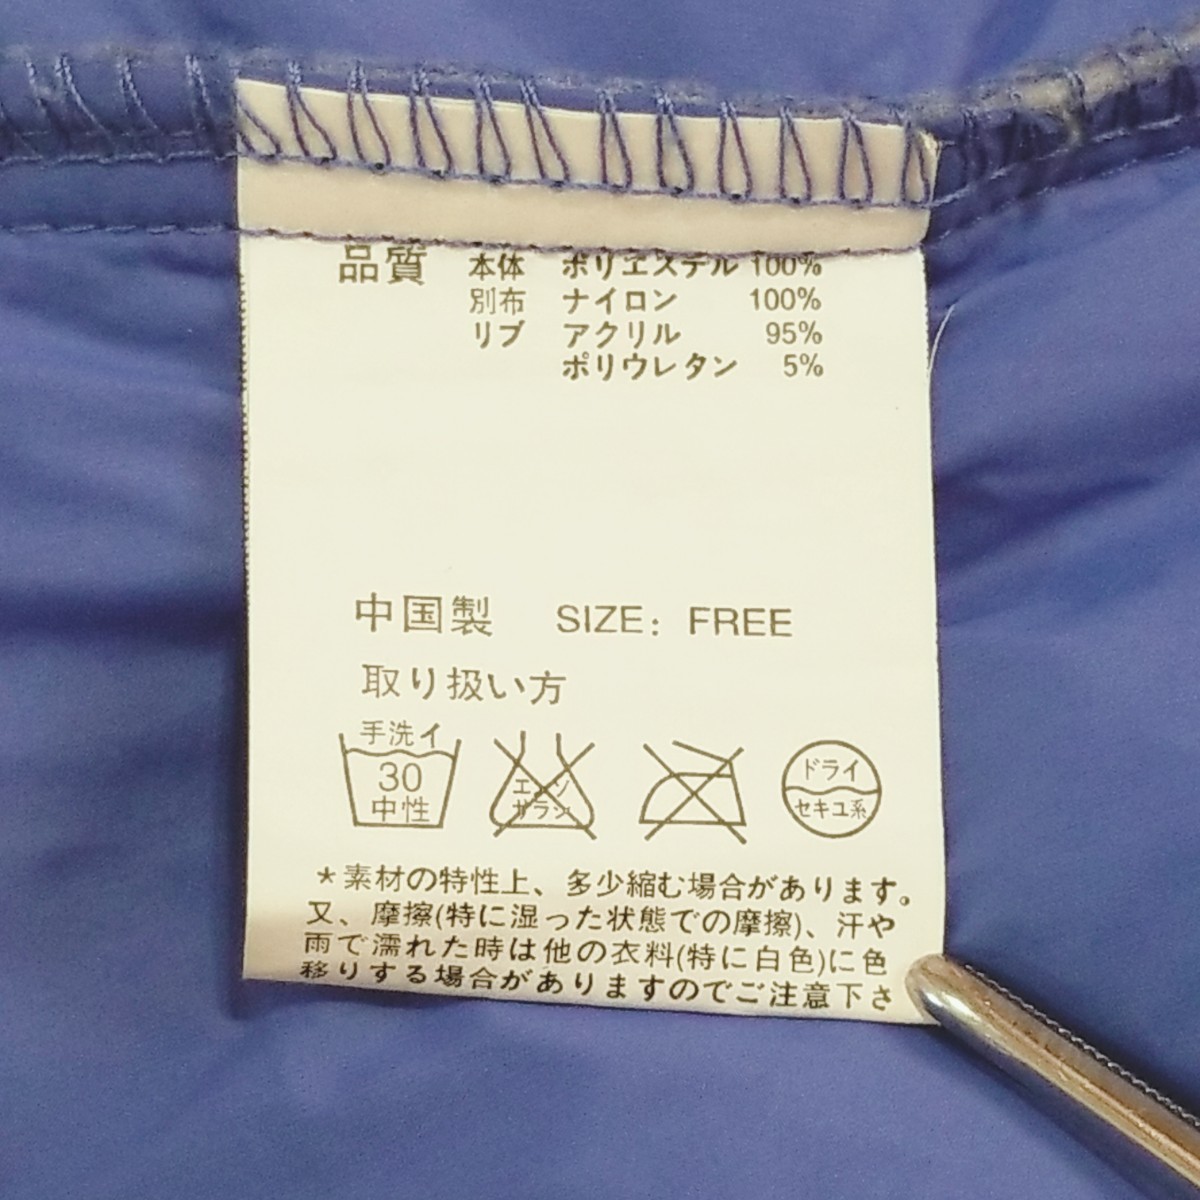 品質 本体 ポリエステル 100%
別布 ナイロン 100%
リブ アクリル 95%
ポリウレタン 5%
中国製 SIZE: FREE
取り扱い方
手洗イ 30 中性
エンソ サラシ
ドライ セキユ系
*素材の特性上、多少縮む場合があります。
又、摩擦(特に湿った状態での摩擦)、汗や
雨で濡れた時は他の衣料(特に白色)に色
移りする場合がありますのでご注意下さ